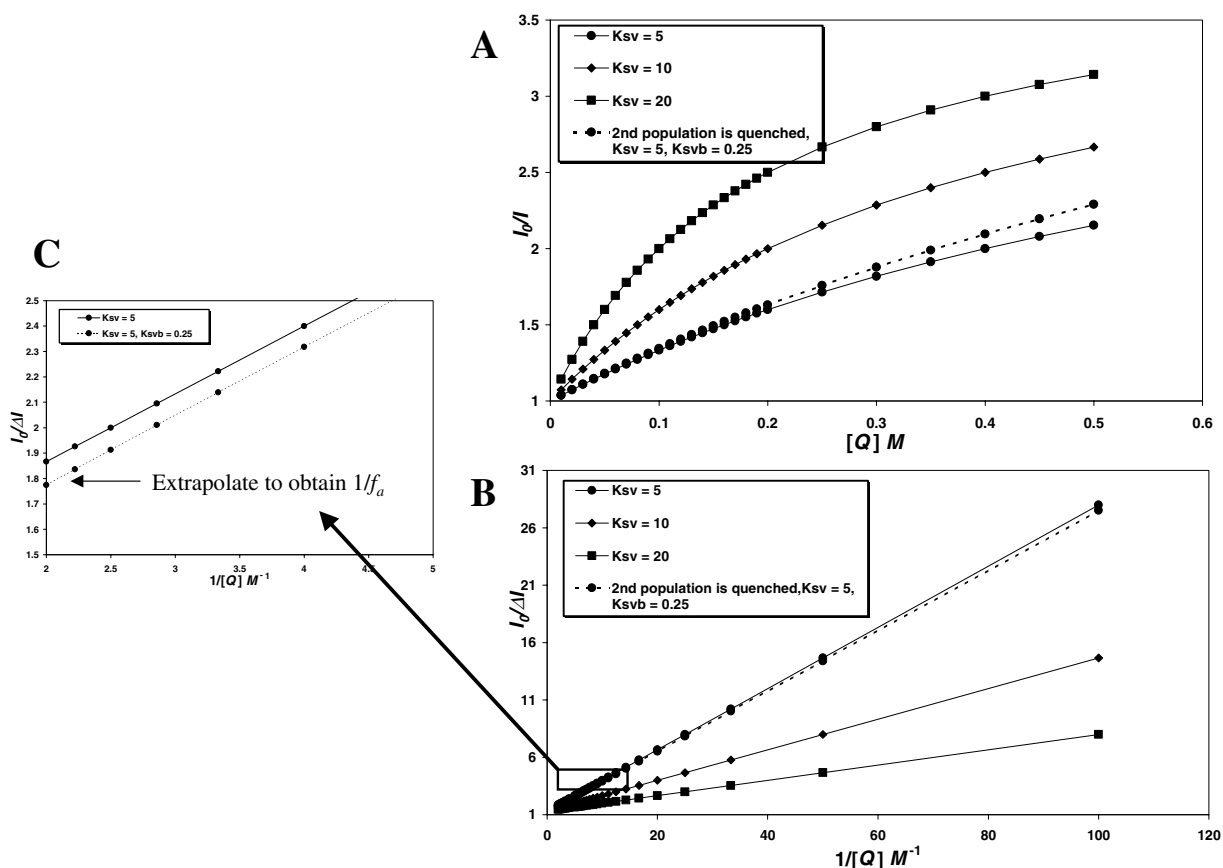 A
3.5
3
2.5
2
1.5
1
I0/I
Ksv = 5
Ksv = 10
Ksv = 20
2nd population is quenched,
Ksv = 5, Ksvb = 0.25
0 0.1 0.2 0.3 0.4 0.5 0.6
[Q] M
C
2.5
2.4
2.3
2.2
2.1
2.0
1.9
1.8
1.7
1.6
1.5
I0/ΔI
Ksv = 5
Ksv = 5, Ksvb = 0.25
Extrapolate to obtain 1/fa
2 2.5 3 3.5 4 4.5 5
1/[Q] M-1
B
31
26
21
16
11
6
1
I0/ΔI
Ksv = 5
Ksv = 10
Ksv = 20
2nd population is quenched,Ksv = 5,
Ksvb = 0.25
0 20 40 60 80 100 120
1/[Q] M-1